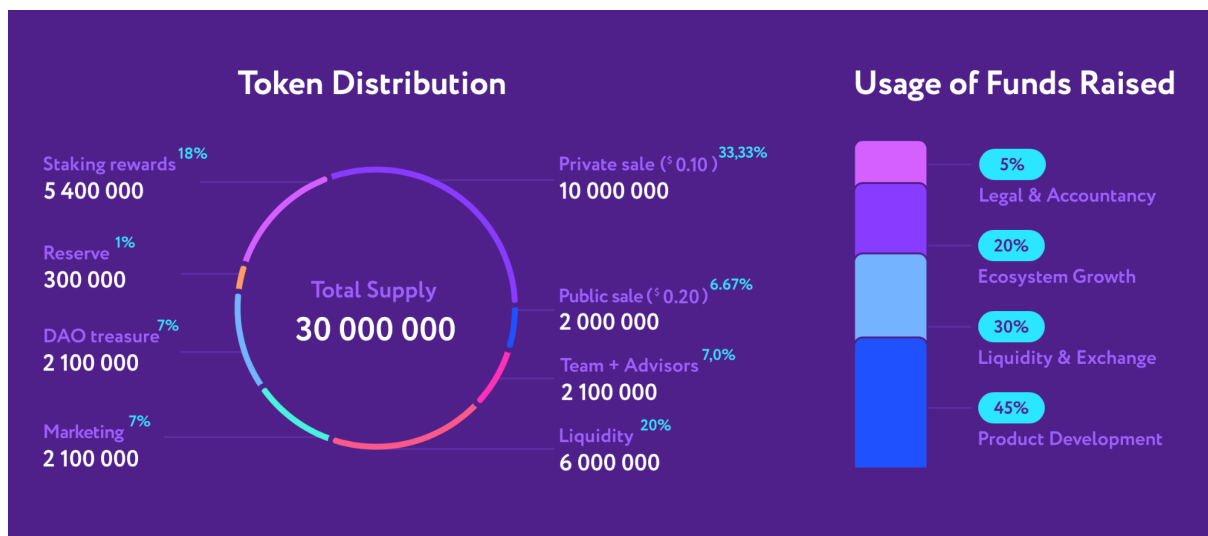 Token Distribution
Staking rewards 18%
5 400 000
Reserve 1%
300 000
DAO treasure 7%
2 100 000
Marketing 7%
2 100 000
Total Supply
30 000 000
Private sale ($ 0.10 ) 33,33%
10 000 000
Public sale ($ 0.20 ) 6.67%
2 000 000
Team + Advisors 7,0%
2 100 000
Liquidity 20%
6 000 000
Usage of Funds Raised
5%
Legal & Accountancy
20%
Ecosystem Growth
30%
Liquidity & Exchange
45%
Product Development